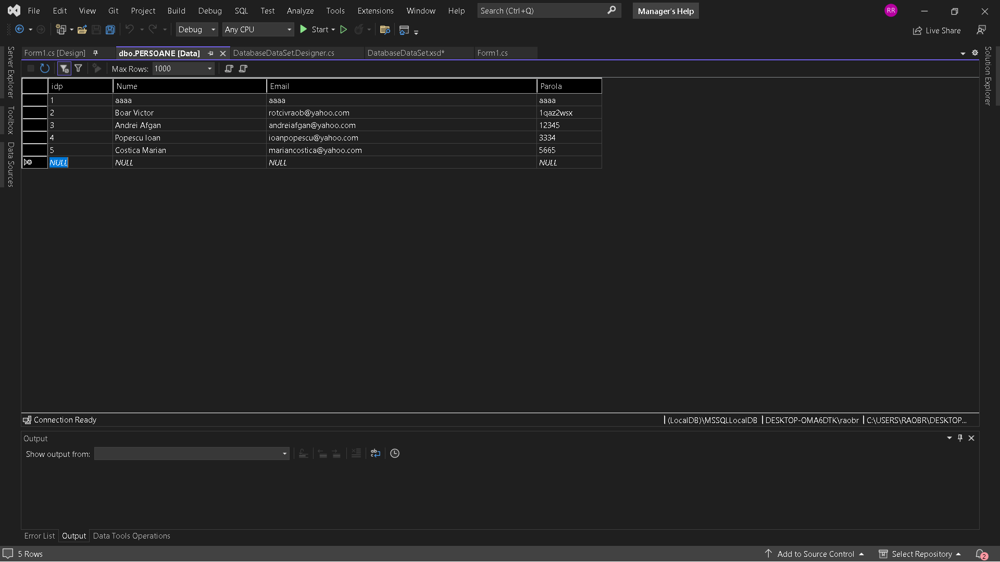 File Edit View Git Project Build Debug SQL Test Analyze Tools Extensions Window Help Search (Ctrl+Q) Manager's Help RR
Debug Any CPU Start Live Share
Form1.cs [Design] dbo.PERSOANE [Data] DatabaseDataSet.Designer.cs DatabaseDataSet.xsd* Form1.cs
Server Explorer
Toolbox
Data Sources
Solution Explorer
Max Rows: 1000
idp Nume Email Parola
1 aaaa aaaa aaaa
2 Boar Victor rotcivraob@yahoo.com 1qaz2wsx
3 Andrei Afgan andreiafgan@yahoo.com 12345
4 Popescu Ioan ioanpopescu@yahoo.com 3334
5 Costica Marian mariancostica@yahoo.com 5665
NULL NULL NULL NULL
Connection Ready (LocalDB)\MSSQLLocalDB DESKTOP-OMA6DTK\raobr C:\USERS\RAOBR\DESKTOP...
Output
Show output from:
Error List Output Data Tools Operations
5 Rows Add to Source Control Select Repository 2